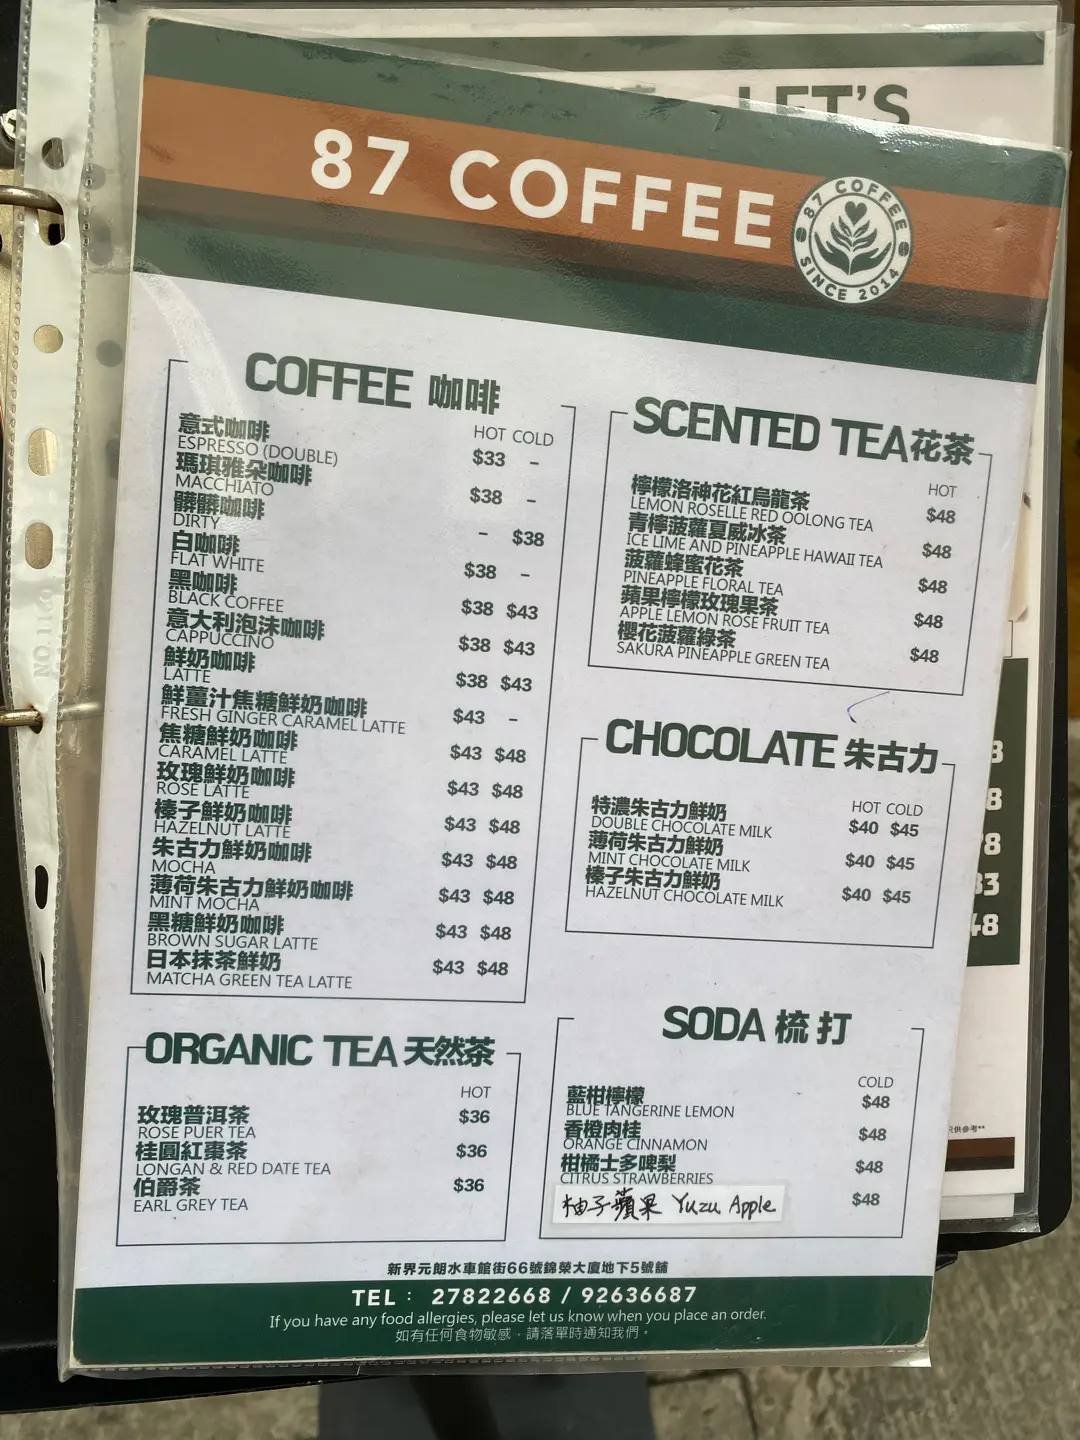 LET'S
87 COFFEE
87 COFFEE
SINCE 2014
COFFEE 咖啡
HOT COLD
意式咖啡
ESPRESSO (DOUBLE) $33 –
瑪琪雅朵咖啡
MACCHIATO $38 –
髒髒咖啡
DIRTY – $38
白咖啡
FLAT WHITE $38 –
黑咖啡
BLACK COFFEE $38 $43
意大利泡沫咖啡
CAPPUCCINO $38 $43
鮮奶咖啡
LATTE $38 $43
鮮薑汁焦糖鮮奶咖啡
FRESH GINGER CARAMEL LATTE $43 –
焦糖鮮奶咖啡
CARAMEL LATTE $43 $48
玫瑰鮮奶咖啡
ROSE LATTE $43 $48
榛子鮮奶咖啡
HAZELNUT LATTE $43 $48
朱古力鮮奶咖啡
MOCHA $43 $48
薄荷朱古力鮮奶咖啡
MINT MOCHA $43 $48
黑糖鮮奶咖啡
BROWN SUGAR LATTE $43 $48
日本抹茶鮮奶
MATCHA GREEN TEA LATTE $43 $48
SCENTED TEA花茶
HOT
檸檬洛神花紅烏龍茶
LEMON ROSELLE RED OOLONG TEA $48
青檸菠蘿夏威冰茶
ICE LIME AND PINEAPPLE HAWAII TEA $48
菠蘿蜂蜜花茶
PINEAPPLE FLORAL TEA $48
蘋果檸檬玫瑰果茶
APPLE LEMON ROSE FRUIT TEA $48
櫻花菠蘿綠茶
SAKURA PINEAPPLE GREEN TEA $48
CHOCOLATE 朱古力
HOT COLD
特濃朱古力鮮奶
DOUBLE CHOCOLATE MILK $40 $45
薄荷朱古力鮮奶
MINT CHOCOLATE MILK $40 $45
榛子朱古力鮮奶
HAZELNUT CHOCOLATE MILK $40 $45
ORGANIC TEA 天然茶
HOT
玫瑰普洱茶
ROSE PUER TEA $36
桂圓紅棗茶
LONGAN & RED DATE TEA $36
伯爵茶
EARL GREY TEA $36
SODA 梳打
COLD
藍柑檸檬
BLUE TANGERINE LEMON $48
香橙肉桂
ORANGE CINNAMON $48
柑橘士多啤梨
CITRUS STRAWBERRIES $48
柚子蘋果 Yuzu Apple $48
新界元朗水車館街66號錦榮大廈地下5號舖
TEL : 27822668 / 92636687
If you have any food allergies, please let us know when you place an order.
如有任何食物敏感，請落單時通知我們。
3
8
78
33
48
只供參考**